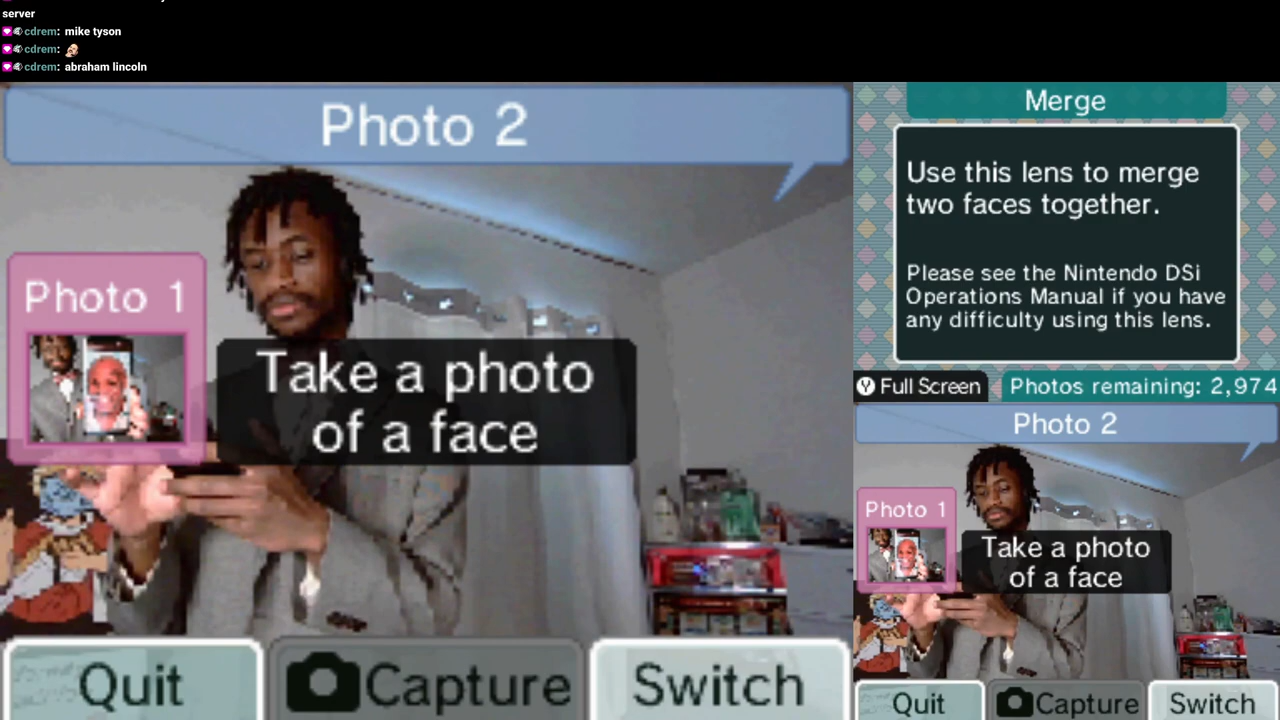 server
cdrem: mike tyson
cdrem:
cdrem: abraham lincoln
Photo 2
Photo 1
Take a photo
of a face
Quit
Capture
Switch
Merge
Use this lens to merge
two faces together.
Please see the Nintendo DSi
Operations Manual if you have
any difficulty using this lens.
Y Full Screen
Photos remaining: 2,974
Photo 2
Photo 1
Take a photo
of a face
Quit
Capture
Switch